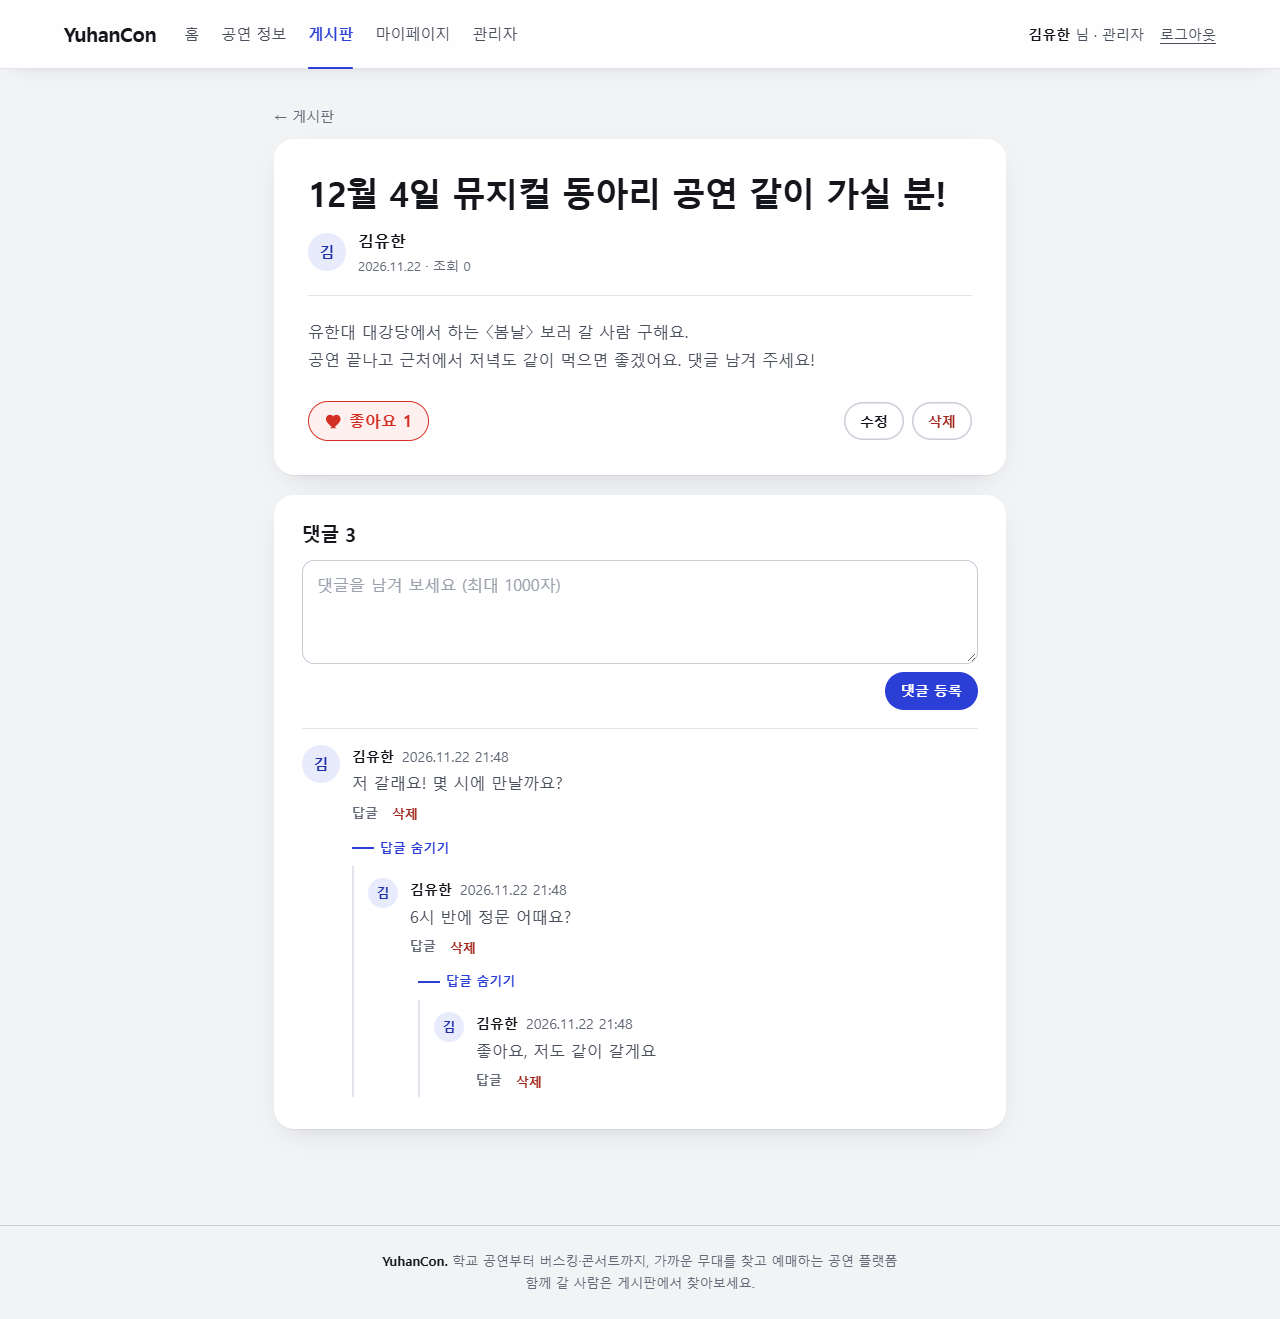 YuhanCon 홈 공연 정보 게시판 마이페이지 관리자 김유한 님 · 관리자 로그아웃
← 게시판
12월 4일 뮤지컬 동아리 공연 같이 가실 분!
김 김유한
2026.11.22 · 조회 0
유한대 대강당에서 하는 〈봄날〉 보러 갈 사람 구해요.
공연 끝나고 근처에서 저녁도 같이 먹으면 좋겠어요. 댓글 남겨 주세요!
좋아요 1 수정 삭제
댓글 3
댓글을 남겨 보세요 (최대 1000자)
댓글 등록
김 김유한 2026.11.22 21:48
저 갈래요! 몇 시에 만날까요?
답글 삭제
답글 숨기기
김 김유한 2026.11.22 21:48
6시 반에 정문 어때요?
답글 삭제
답글 숨기기
김 김유한 2026.11.22 21:48
좋아요, 저도 같이 갈게요
답글 삭제
YuhanCon. 학교 공연부터 버스킹·콘서트까지, 가까운 무대를 찾고 예매하는 공연 플랫폼
함께 갈 사람은 게시판에서 찾아보세요.